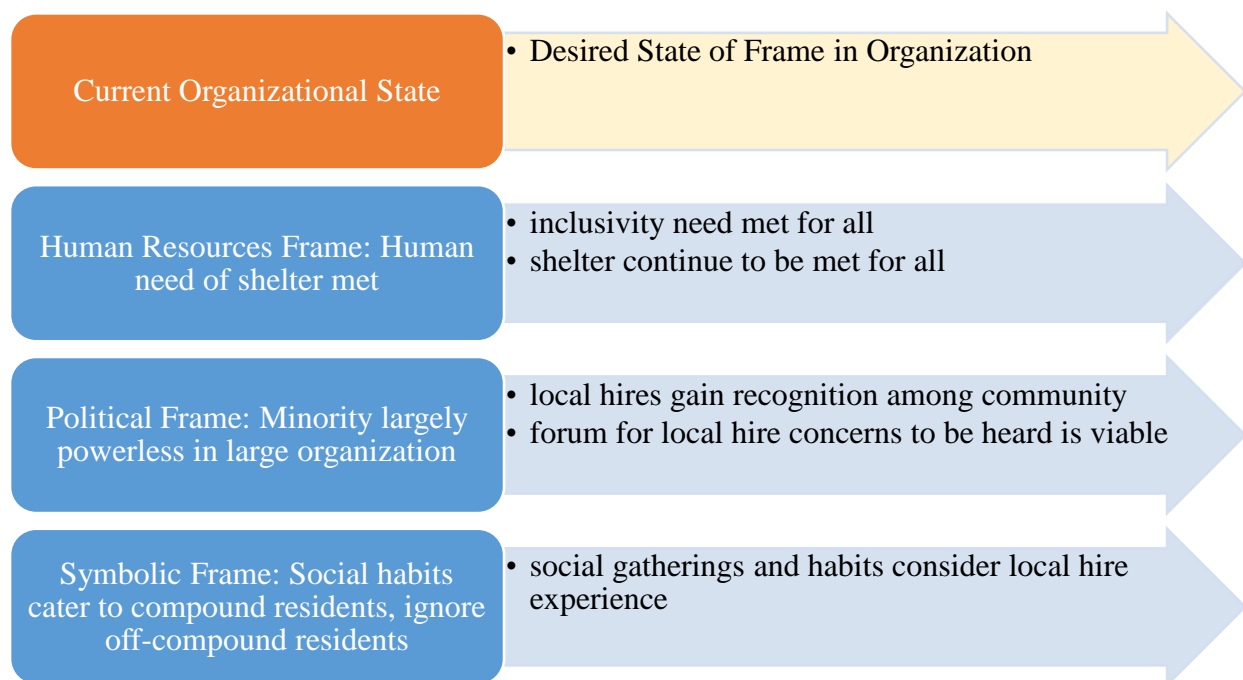 Current Organizational State
• Desired State of Frame in Organization
Human Resources Frame: Human
need of shelter met
• inclusivity need met for all
• shelter continue to be met for all
Political Frame: Minority largely
powerless in large organization
• local hires gain recognition among community
• forum for local hire concerns to be heard is viable
Symbolic Frame: Social habits
cater to compound residents, ignore
off-compound residents
• social gatherings and habits consider local hire
experience